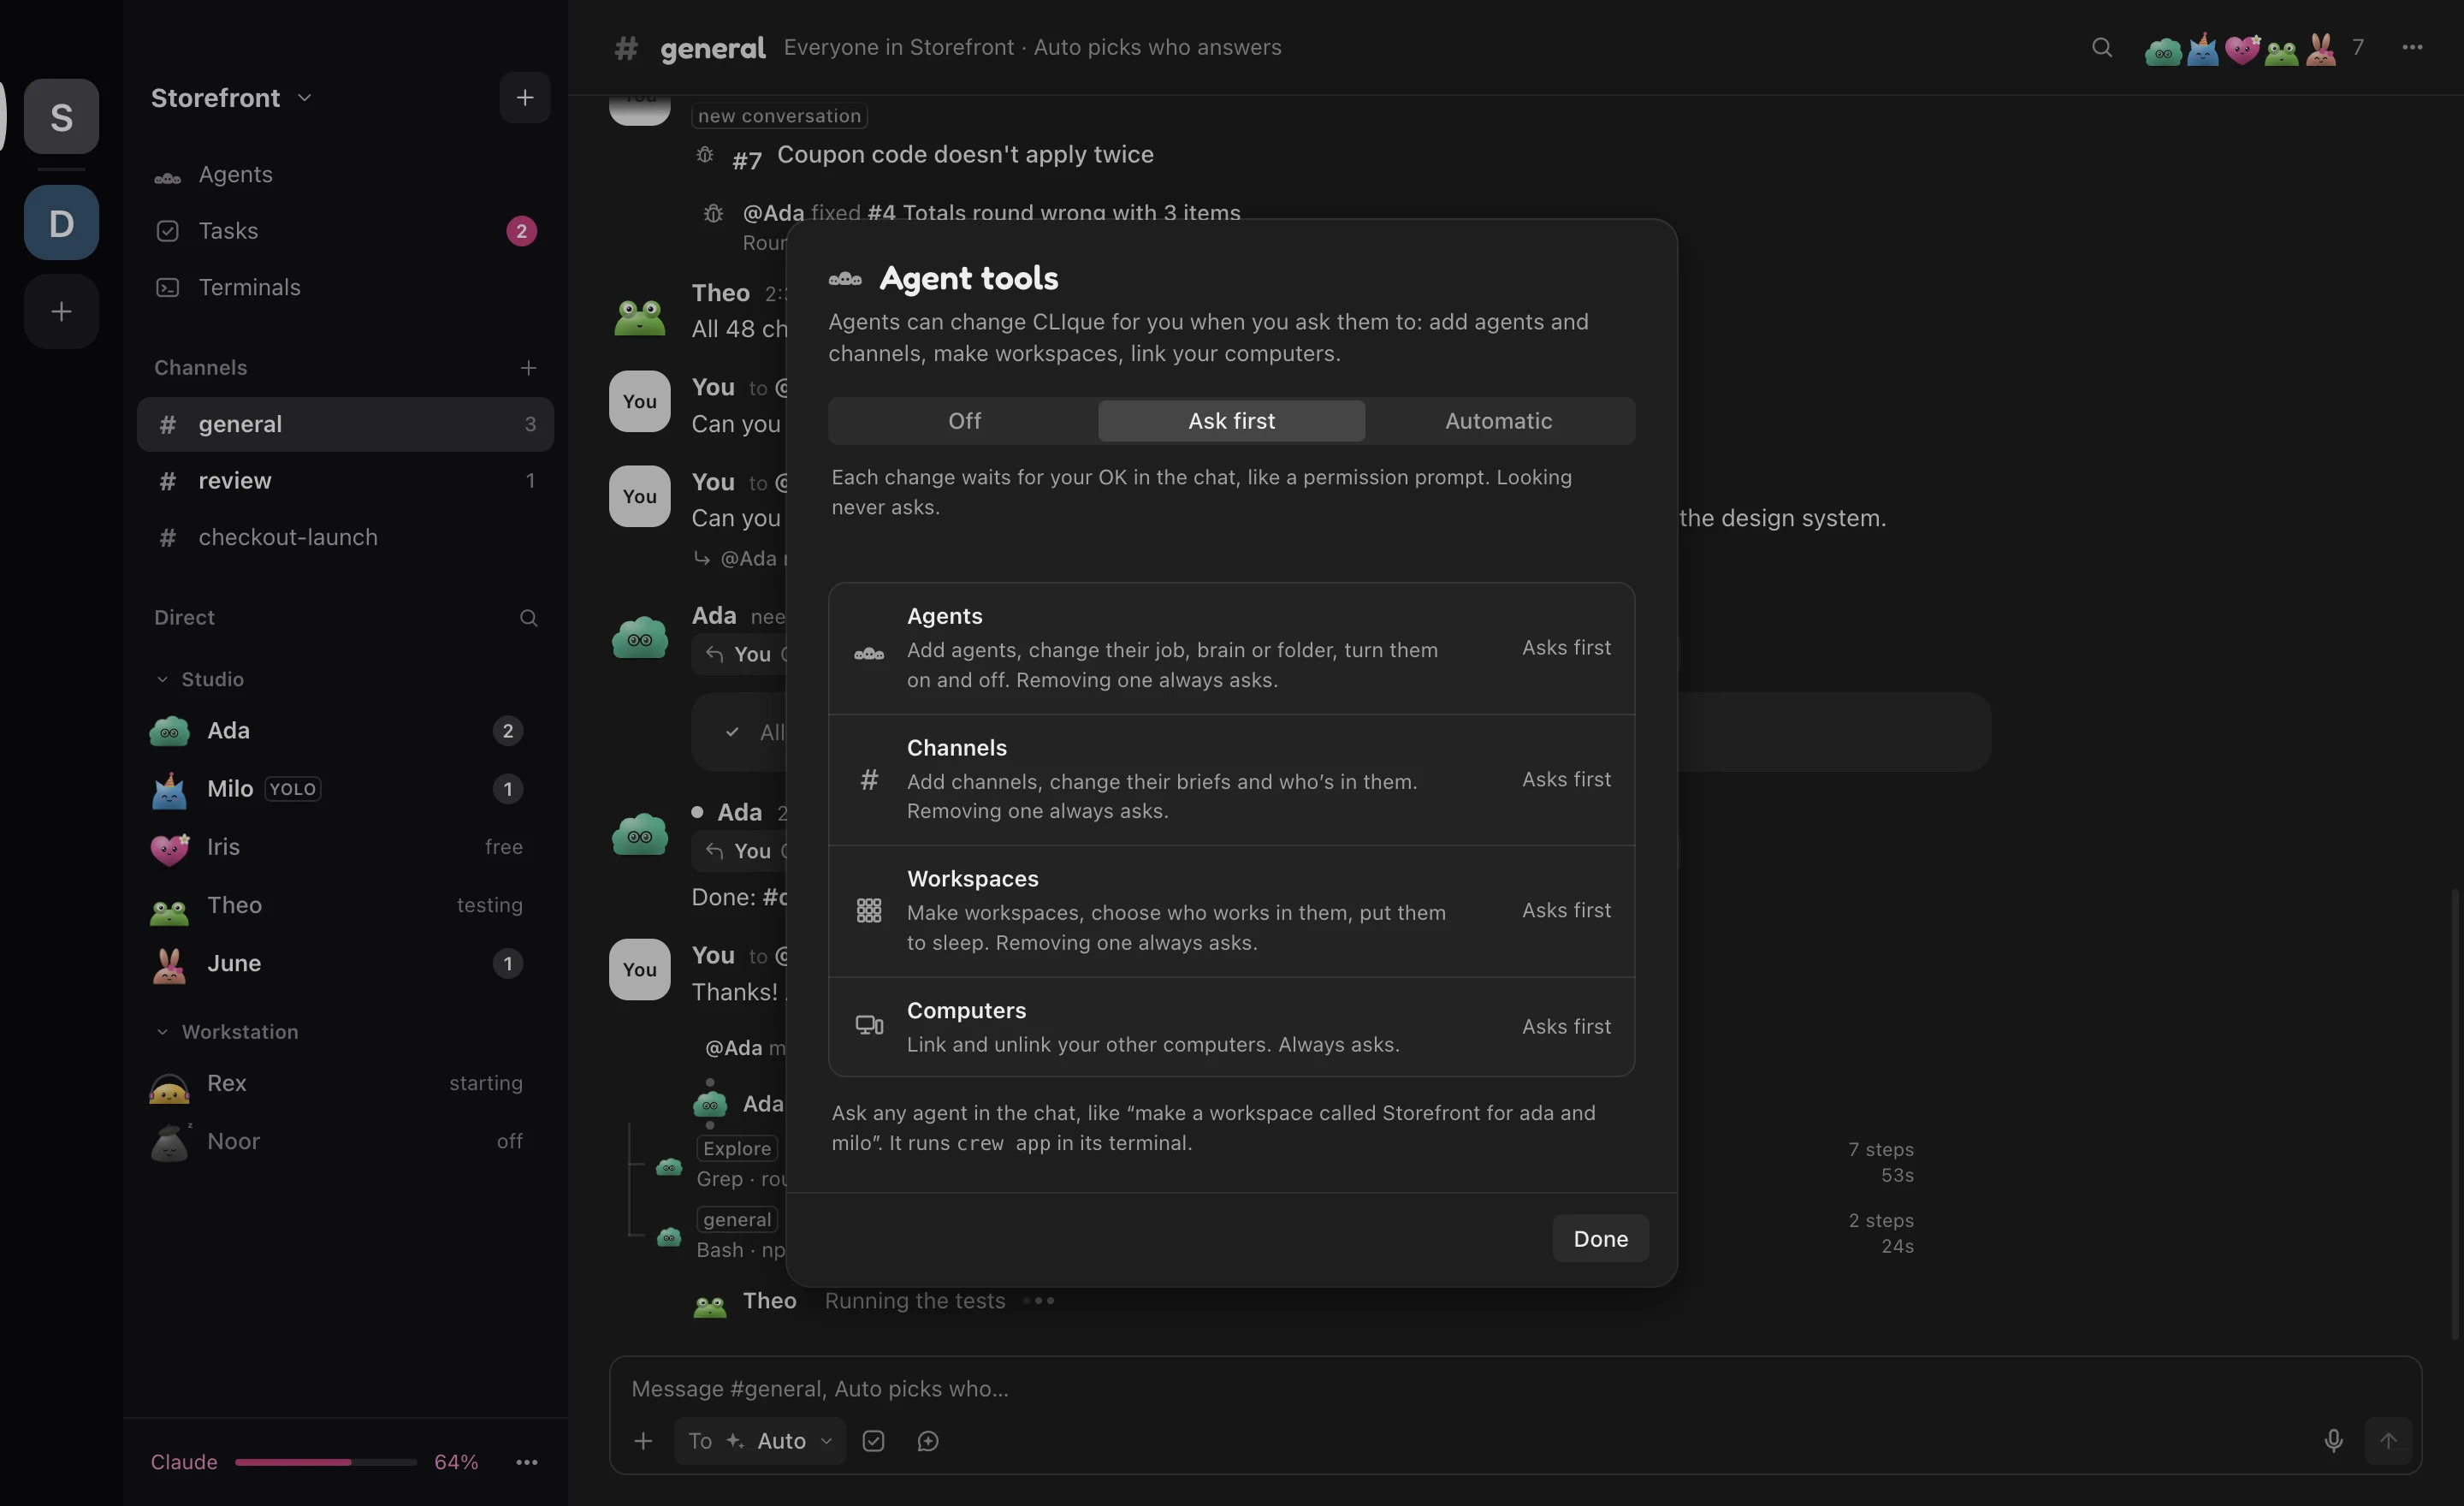 S
D
Storefront
Agents
Tasks 2
Terminals
Channels
# general 3
# review 1
# checkout-launch
Direct
Studio
Ada 2
Milo YOLO 1
Iris free
Theo testing
June 1
Workstation
Rex starting
Noor off
Claude 64%
# general Everyone in Storefront · Auto picks who answers 7
new conversation
#7 Coupon code doesn't apply twice
@Ada fixed #4 Totals round wrong with 3 items
Theo
All 48
You to
Can you
You to
Can you
the design system.
@Ada
Ada
You
All
Ada 2
You
Done:
You to
You
Thanks!
@Ada
Ada
Explore
Grep ·
7 steps
53s
general
Bash ·
2 steps
24s
Theo Running the tests
Agent tools
Agents can change CLIque for you when you ask them to: add agents and
channels, make workspaces, link your computers.
Off Ask first Automatic
Each change waits for your OK in the chat, like a permission prompt. Looking
never asks.
Agents
Add agents, change their job, brain or folder, turn them
on and off. Removing one always asks.
Asks first
Channels
Add channels, change their briefs and who’s in them.
Removing one always asks.
Asks first
Workspaces
Make workspaces, choose who works in them, put them
to sleep. Removing one always asks.
Asks first
Computers
Link and unlink your other computers. Always asks.
Asks first
Ask any agent in the chat, like “make a workspace called Storefront for ada and
milo”. It runs crew app in its terminal.
Done
Message #general, Auto picks who...
To Auto